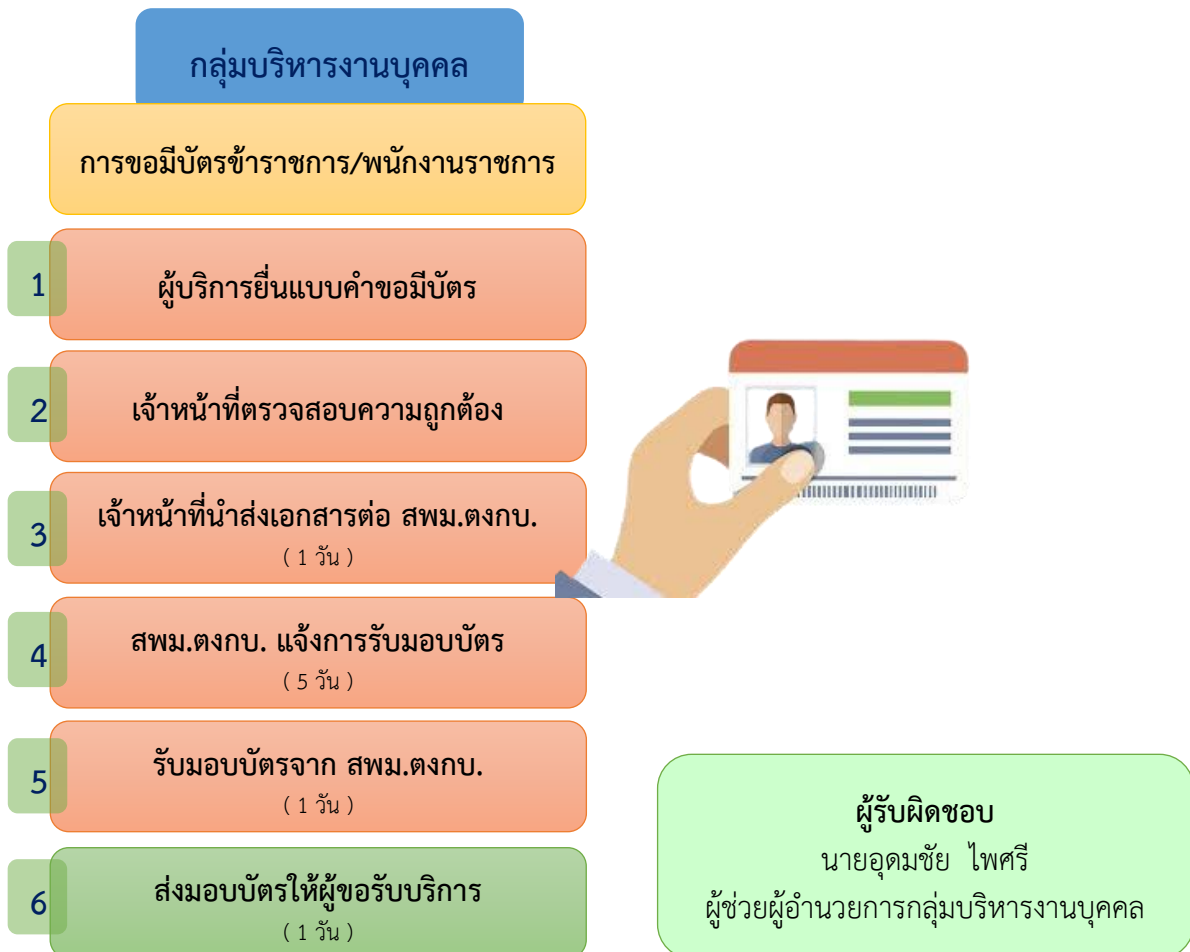 กลุ่มบริหารงานบุคคล
การขอมีบัตรข้าราชการ/พนักงานราชการ
1
ผู้บริการยื่นแบบคำขอมีบัตร
2
เจ้าหน้าที่ตรวจสอบความถูกต้อง
3
เจ้าหน้าที่นำส่งเอกสารต่อ สพม.ตงกบ.
( 1 วัน )
4
สพม.ตงกบ. แจ้งการรับมอบบัตร
( 5 วัน )
5
รับมอบบัตรจาก สพม.ตงกบ.
( 1 วัน )
6
ส่งมอบบัตรให้ผู้ขอรับบริการ
( 1 วัน )
ผู้รับผิดชอบ
นายอุดมชัย ไพศรี
ผู้ช่วยผู้อำนวยการกลุ่มบริหารงานบุคคล